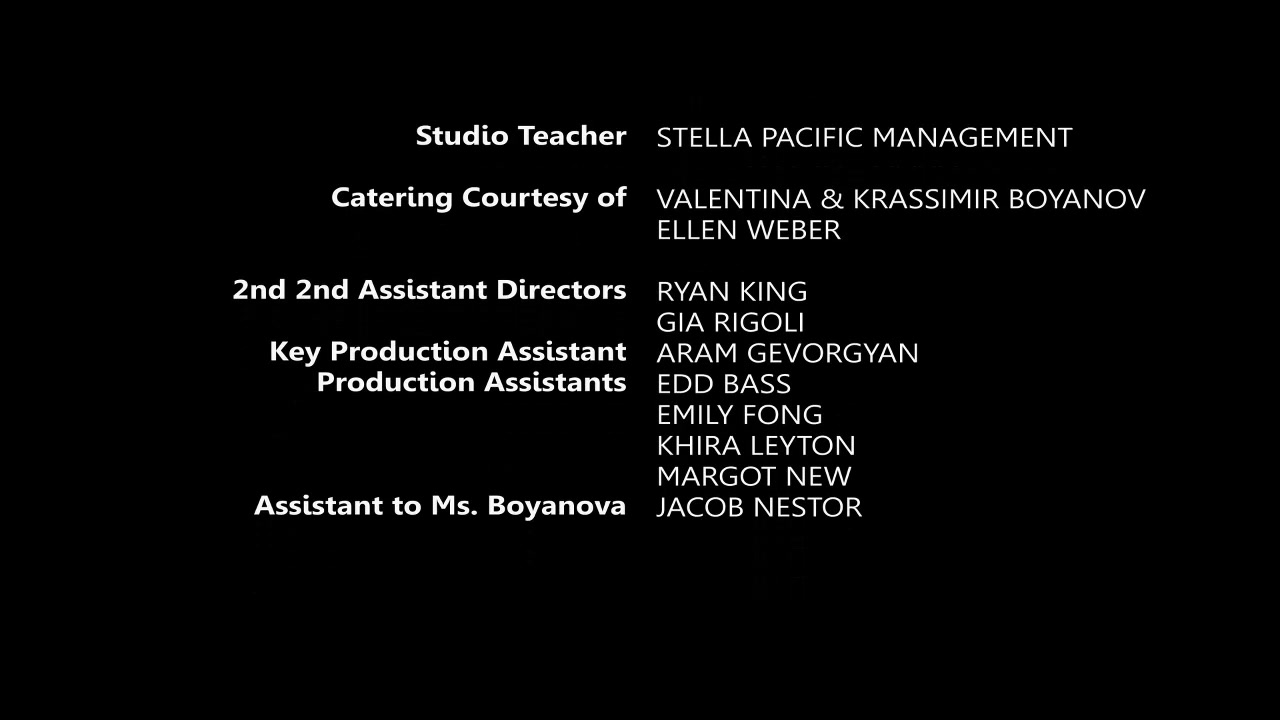 Studio Teacher STELLA PACIFIC MANAGEMENT
Catering Courtesy of VALENTINA & KRASSIMIR BOYANOV
ELLEN WEBER
2nd 2nd Assistant Directors RYAN KING
GIA RIGOLI
Key Production Assistant ARAM GEVORGYAN
Production Assistants EDD BASS
EMILY FONG
KHIRA LEYTON
MARGOT NEW
Assistant to Ms. Boyanova JACOB NESTOR